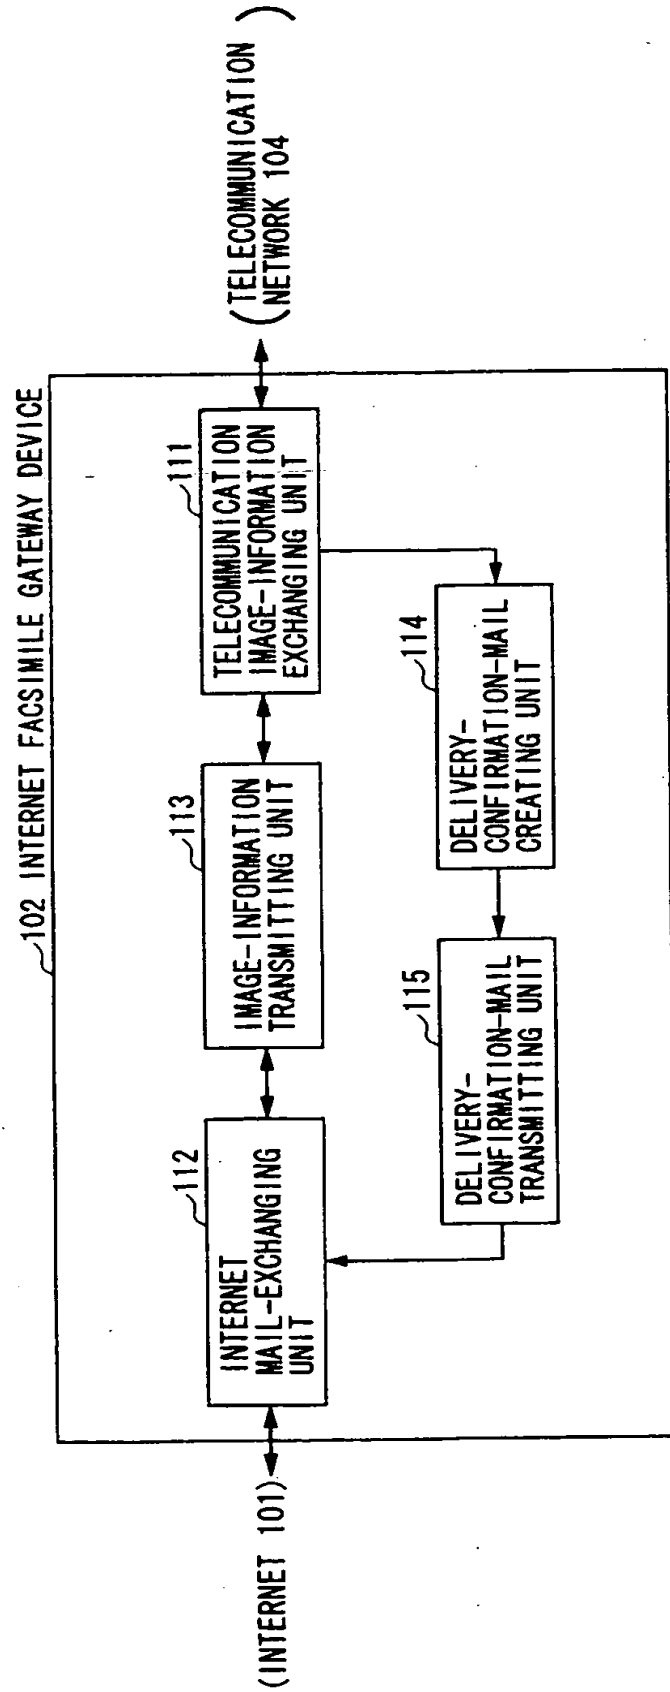 102 INTERNET FACSIMILE GATEWAY DEVICE
(INTERNET 101)
112
INTERNET
MAIL-EXCHANGING
UNIT
113
IMAGE-INFORMATION
TRANSMITTING UNIT
111
TELECOMMUNICATION
IMAGE-INFORMATION
EXCHANGING UNIT
(TELECOMMUNICATION
NETWORK 104)
115
DELIVERY-
CONFIRMATION-MAIL
TRANSMITTING UNIT
114
DELIVERY-
CONFIRMATION-MAIL
CREATING UNIT